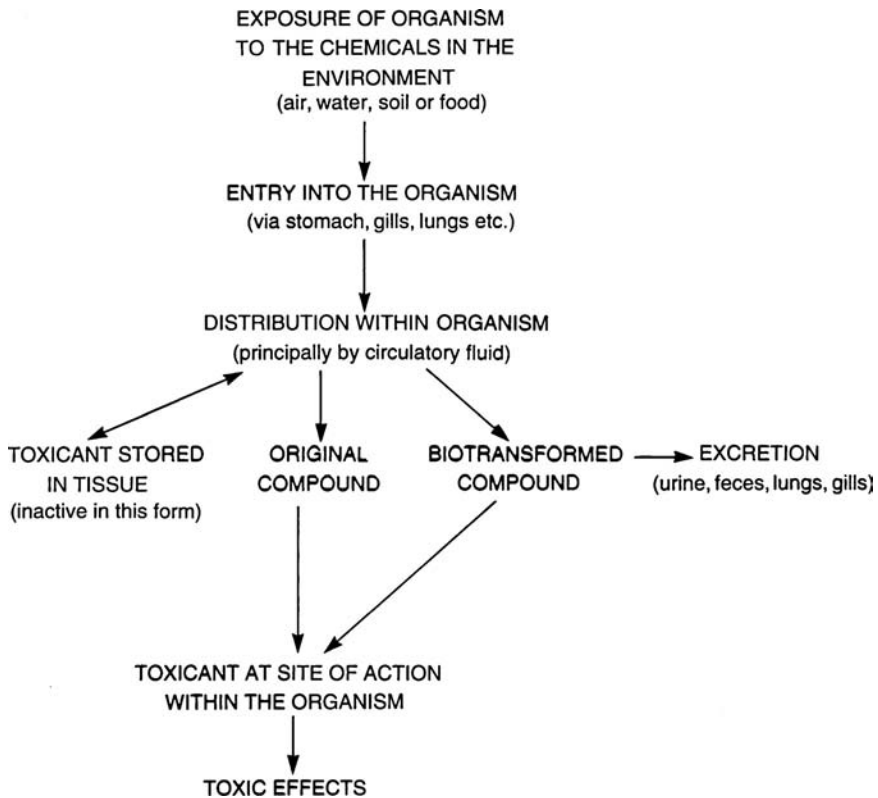 EXPOSURE OF ORGANISM
TO THE CHEMICALS IN THE
ENVIRONMENT
(air, water, soil or food)
ENTRY INTO THE ORGANISM
(via stomach, gills, lungs etc.)
DISTRIBUTION WITHIN ORGANISM
(principally by circulatory fluid)
TOXICANT STORED
IN TISSUE
(inactive in this form)
ORIGINAL
COMPOUND
BIOTRANSFORMED
COMPOUND
EXCRETION
(urine, feces, lungs, gills)
TOXICANT AT SITE OF ACTION
WITHIN THE ORGANISM
TOXIC EFFECTS